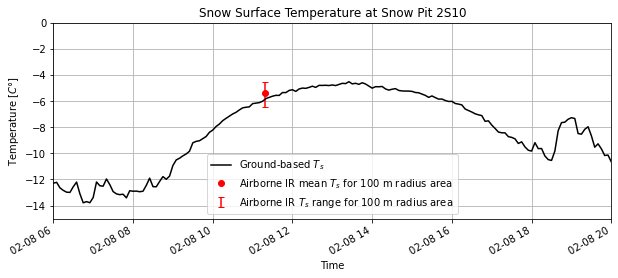 Snow Surface Temperature at Snow Pit 2S10
Temperature [C°]
0
−2
−4
−6
−8
−10
−12
−14
Ground-based Ts
Airborne IR mean Ts for 100 m radius area
Airborne IR Ts range for 100 m radius area
02-08 06
02-08 08
02-08 10
02-08 12
02-08 14
02-08 16
02-08 18
02-08 20
Time